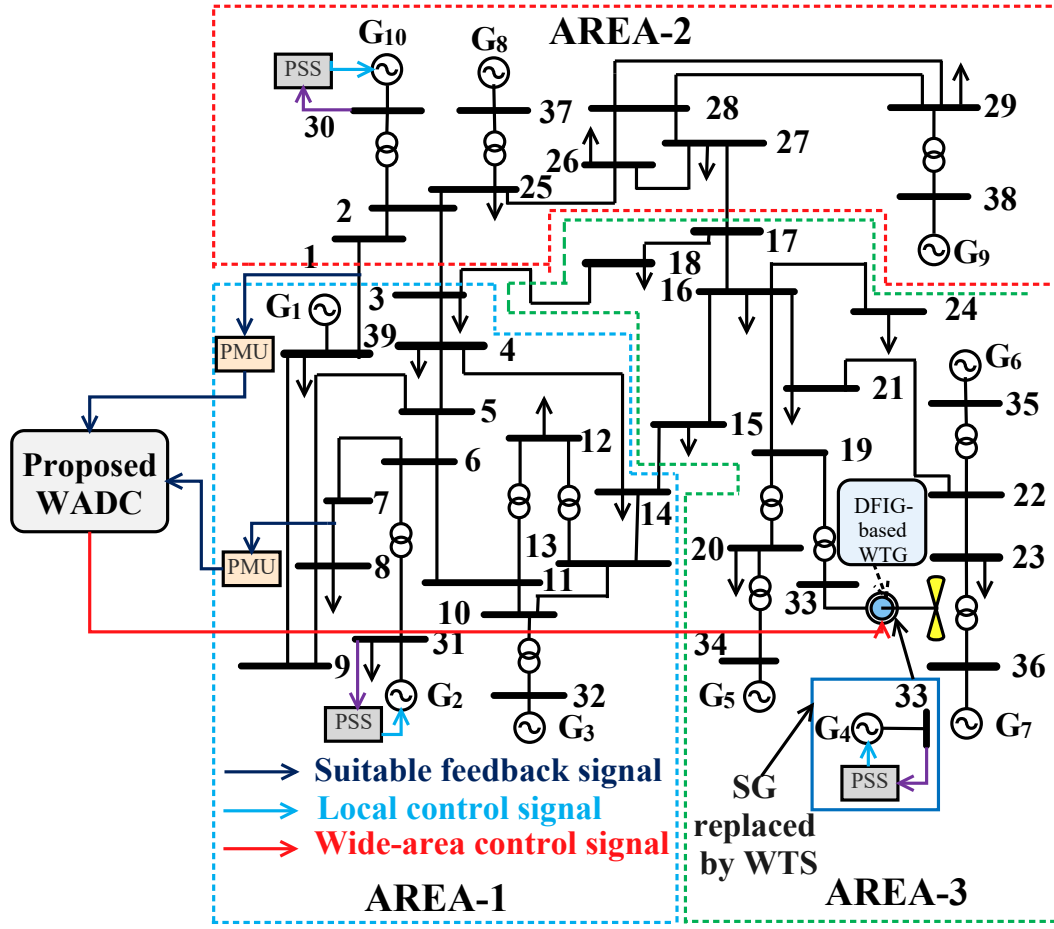 AREA-2
G10
G8
PSS
30
37
28
29
27
26
25
38
2
17
G9
1
18
3
16
G1
24
39
PMU
4
G6
21
5
35
15
12
19
Proposed
WADC
6
DFIG-
based
WTG
22
7
14
13
20
23
PMU
8
11
33
10
31
34
9
32
36
33
G2
G5
PSS
G3
G4
G7
Suitable feedback signal
PSS
SG
replaced
by WTS
Local control signal
Wide-area control signal
AREA-1
AREA-3